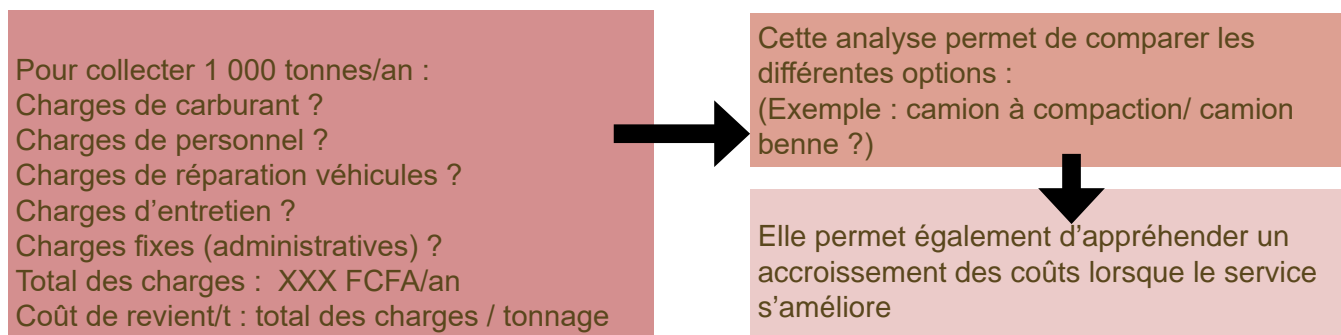 Pour collecter 1 000 tonnes/an :
Charges de carburant ?
Charges de personnel ?
Charges de réparation véhicules ?
Charges d’entretien ?
Charges fixes (administratives) ?
Total des charges :  XXX FCFA/an
Coût de revient/t : total des charges / tonnage
Cette analyse permet de comparer les
différentes options :
(Exemple : camion à compaction/ camion
benne ?)
Elle permet également d’appréhender un
accroissement des coûts lorsque le service
s’améliore